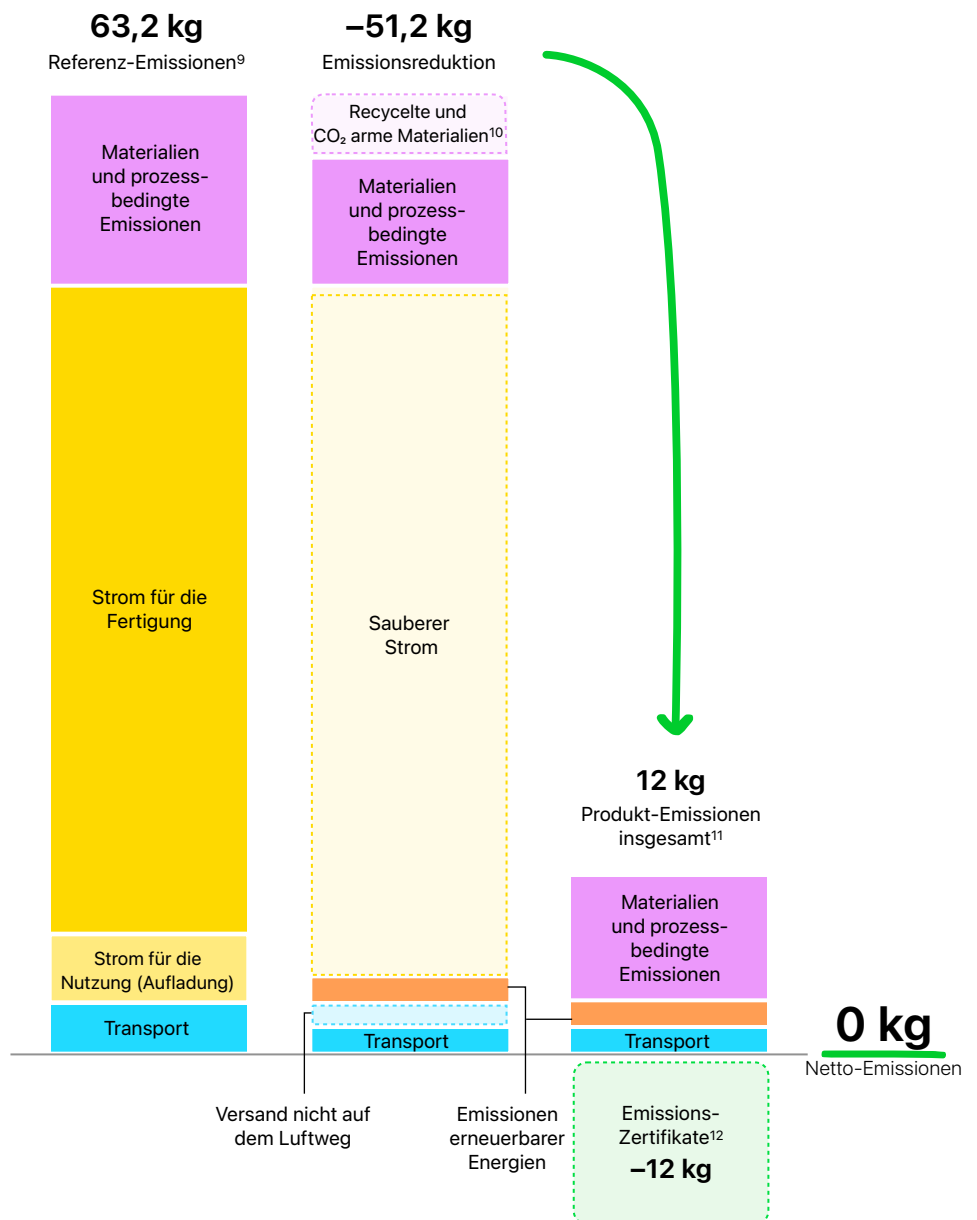 63,2 kg
Referenz-Emissionen⁹
Materialien
und prozess-
bedingte
Emissionen
Strom für die
Fertigung
Strom für die
Nutzung (Aufladung)
Transport
–51,2 kg
Emissionsreduktion
Recycelte und
CO₂ arme Materialien¹⁰
Materialien
und prozess-
bedingte
Emissionen
Sauberer
Strom
Transport
Versand nicht auf
dem Luftweg
Emissionen
erneuerbarer
Energien
12 kg
Produkt-Emissionen
insgesamt¹¹
Materialien
und prozess-
bedingte
Emissionen
Transport
Emissions-
Zertifikate¹²
–12 kg
0 kg
Netto-Emissionen